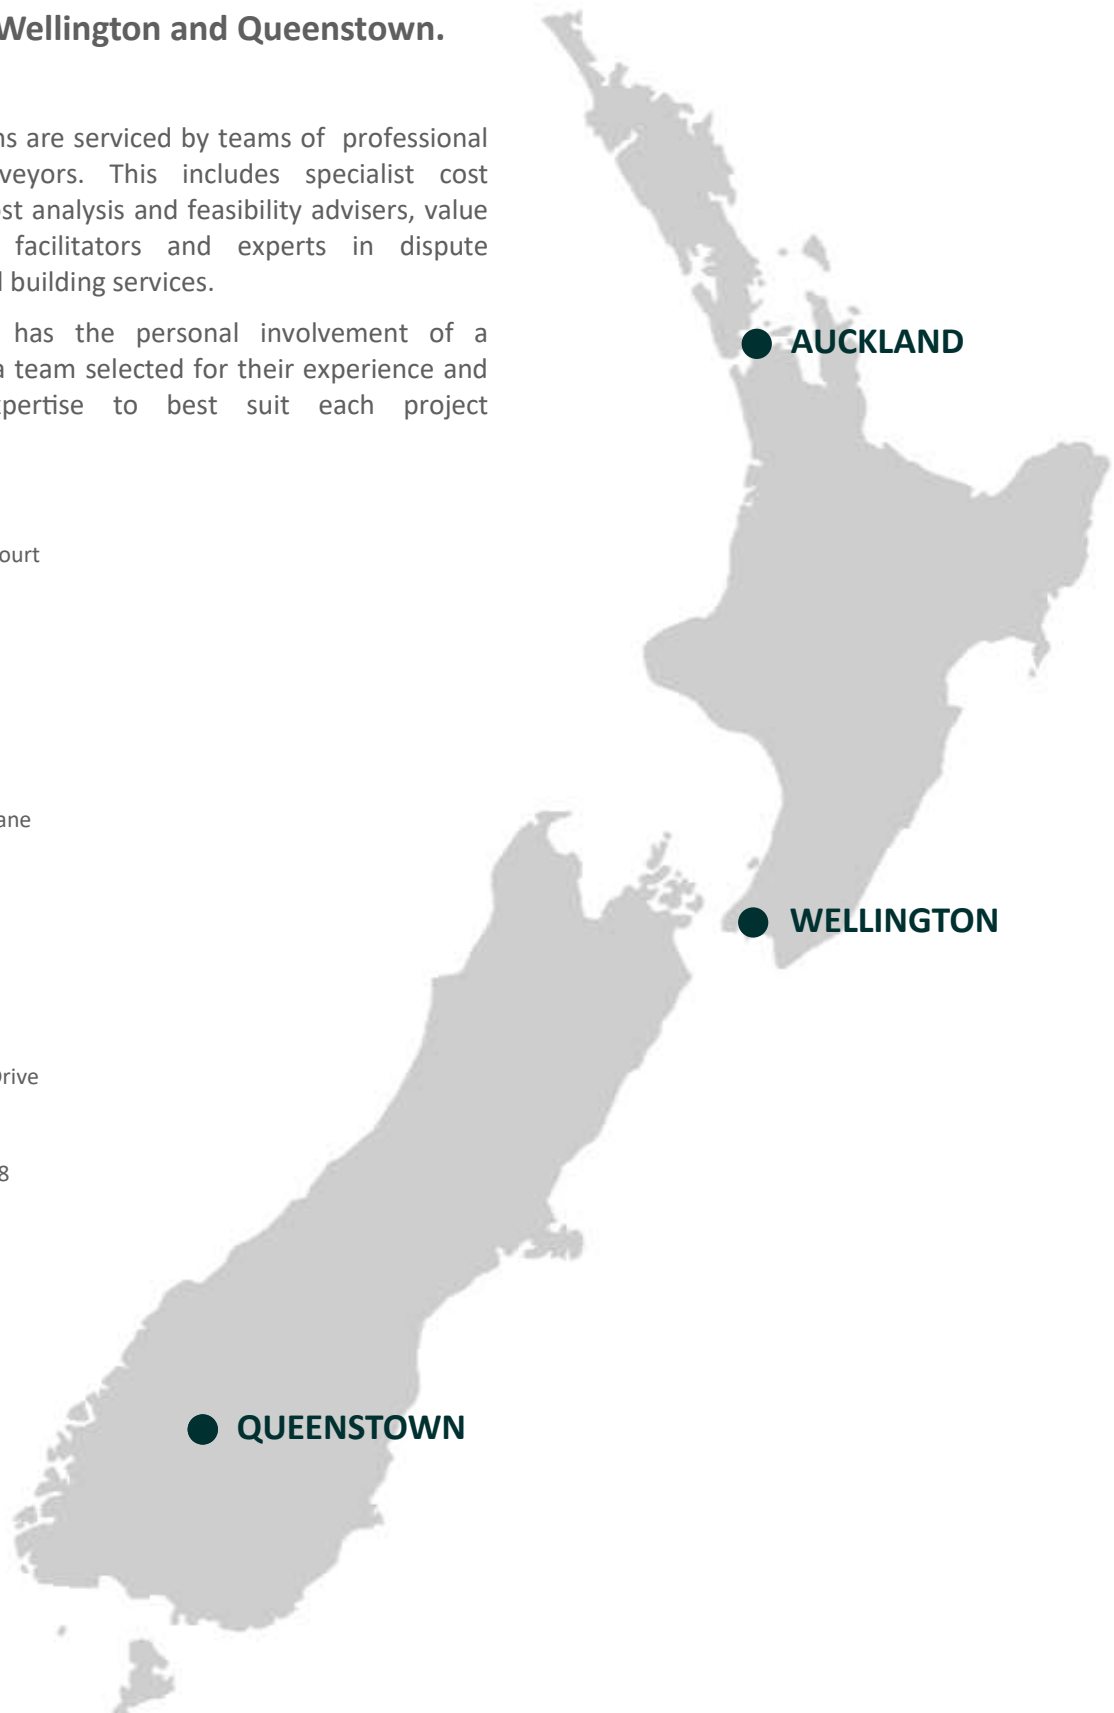 Wellington and Queenstown.
ns are serviced by teams of professional
veyors. This includes specialist cost
ost analysis and feasibility advisers, value
facilitators and experts in dispute
d building services.
has the personal involvement of a
a team selected for their experience and
xpertise to best suit each project
ourt
ane
Drive
8
AUCKLAND
WELLINGTON
QUEENSTOWN